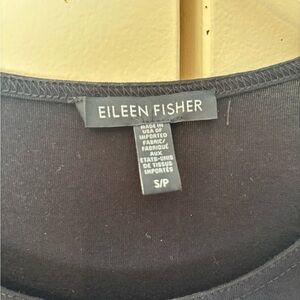 EILEEN FISHER
MADE IN
USA OF
IMPORTED
FABRIC/
FABRIQUÉ
AUX
ÉTATS-UNIS
DE TISSUS
IMPORTÉS
S/P